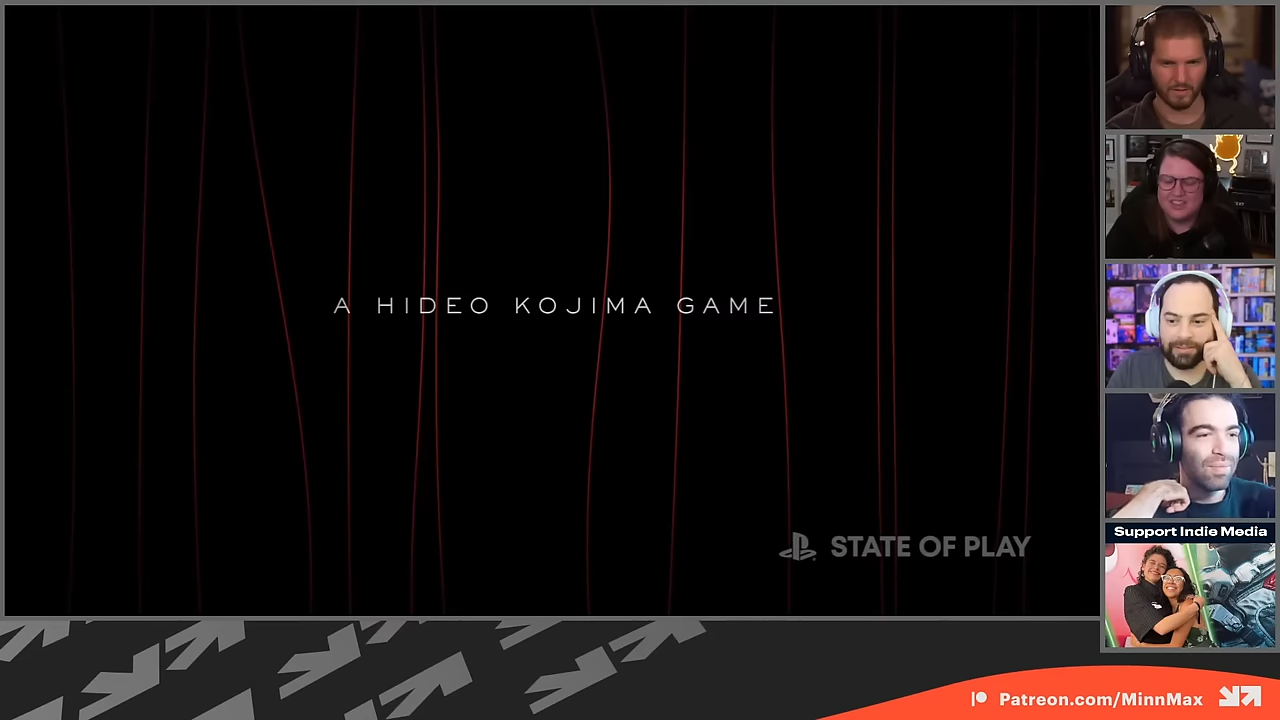 A HIDEO KOJIMA GAME
STATE OF PLAY
Support Indie Media
Patreon.com/MinnMax